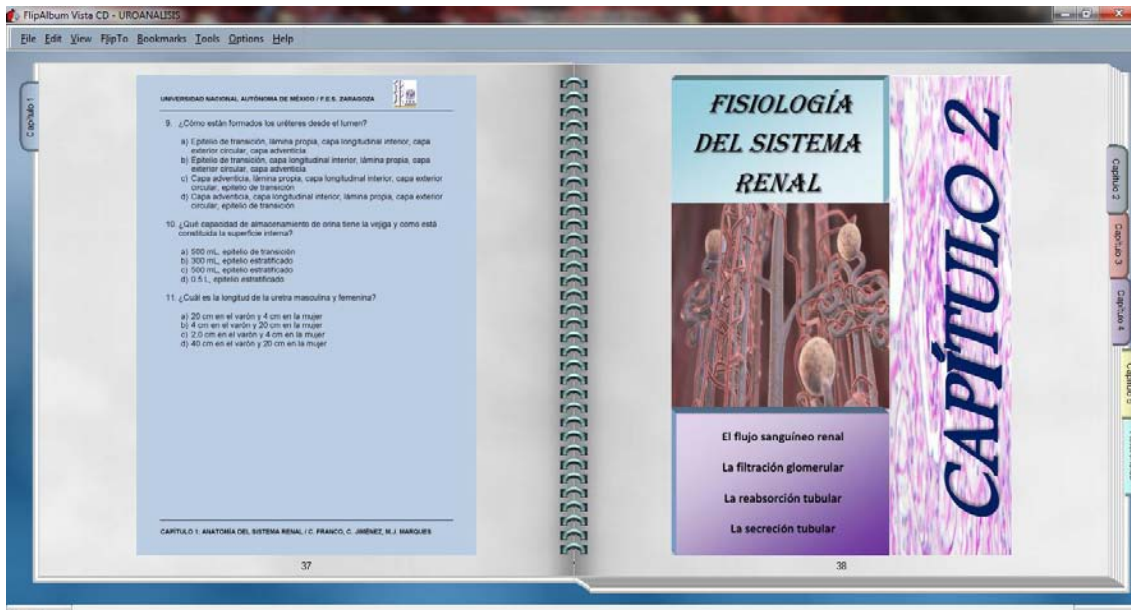 FlipAlbum Vista CD - UROANALISIS
File Edit View FlipTo Bookmarks Tools Options Help
Capítulo 1
UNIVERSIDAD NACIONAL AUTÓNOMA DE MÉXICO / F.E.S. ZARAGOZA
9. ¿Cómo están formados los uréteres desde el lumen?
a) Epitelio de transición, lámina propia, capa longitudinal interior, capa
exterior circular, capa adventicia
b) Epitelio de transición, capa longitudinal interior, lámina propia, capa
exterior circular, capa adventicia
c) Capa adventicia, lámina propia, capa longitudinal interior, capa exterior
circular, epitelio de transición
d) Capa adventicia, capa longitudinal interior, lámina propia, capa exterior
circular, epitelio de transición
10. ¿Qué capacidad de almacenamiento de orina tiene la vejiga y como está
constituida la superficie interna?
a) 500 mL, epitelio de transición
b) 300 mL, epitelio estratificado
c) 500 mL, epitelio estratificado
d) 0.5 L, epitelio estratificado
11. ¿Cuál es la longitud de la uretra masculina y femenina?
a) 20 cm en el varón y 4 cm en la mujer
b) 4 cm en el varón y 20 cm en la mujer
c) 2.0 cm en el varón y 4 cm en la mujer
d) 40 cm en el varón y 20 cm en la mujer
CAPÍTULO 1: ANATOMÍA DEL SISTEMA RENAL / C. FRANCO, C. JIMÉNEZ, M.J. MARQUES
37
FISIOLOGÍA
DEL SISTEMA
RENAL
El flujo sanguíneo renal
La filtración glomerular
La reabsorción tubular
La secreción tubular
CAPÍTULO 2
38
Capítulo 2
Capítulo 3
Capítulo 4